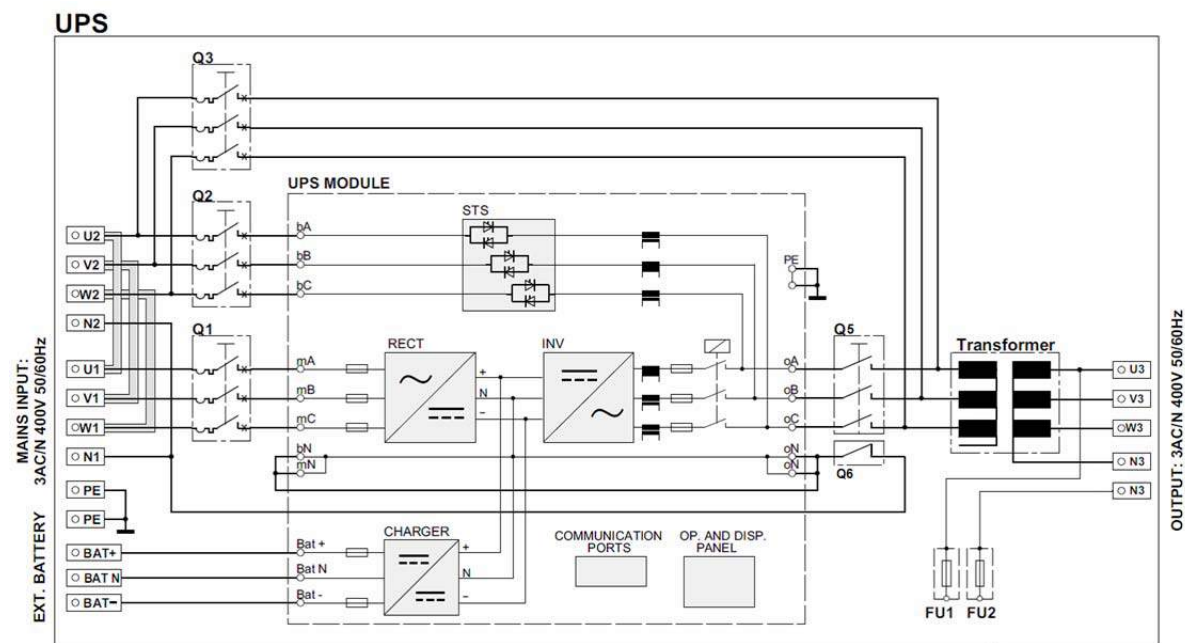 UPS
Q3
UPS MODULE
Q2
STS
U2
bA
V2
bB
PE
W2
bC
N2
Q1
Q5
RECT
INV
Transformer
U1
mA
+
oA
U3
V1
mB
N
oB
V3
W1
mC
−
oC
W3
N1
bN
oN
N3
mN
oN
Q6
PE
N3
PE
CHARGER
COMMUNICATION
PORTS
OP. AND DISP.
PANEL
BAT+
Bat +
+
BAT N
Bat N
N
BAT−
Bat -
−
FU1
FU2
MAINS INPUT:
3AC/N 400V 50/60Hz
EXT. BATTERY
OUTPUT: 3AC/N 400V 50/60Hz